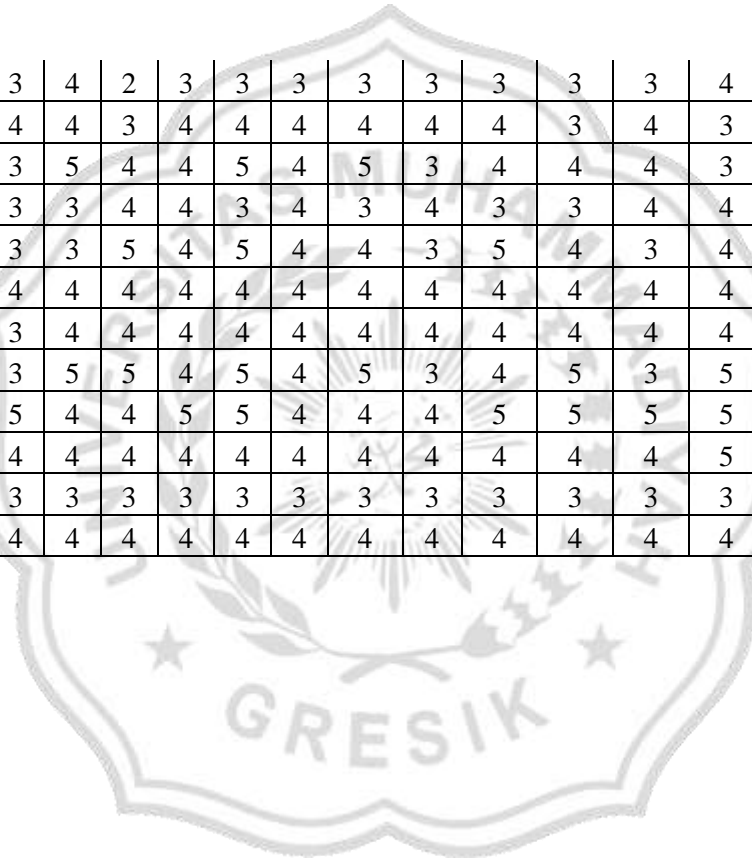 3 4 2 3 3 3 3 3 3 3 3 4
4 4 3 4 4 4 4 4 4 3 4 3
3 5 4 4 5 4 5 3 4 4 4 3
3 3 4 4 3 4 3 4 3 3 4 4
3 3 5 4 5 4 4 3 5 4 3 4
4 4 4 4 4 4 4 4 4 4 4 4
3 4 4 4 4 4 4 4 4 4 4 4
3 5 5 4 5 4 5 3 4 5 3 5
5 4 4 5 5 4 4 4 5 5 5 5
4 4 4 4 4 4 4 4 4 4 4 5
3 3 3 3 3 3 3 3 3 3 3 3
4 4 4 4 4 4 4 4 4 4 4 4
UNIVERSITAS MUHAMMADIYAH
GRESIK